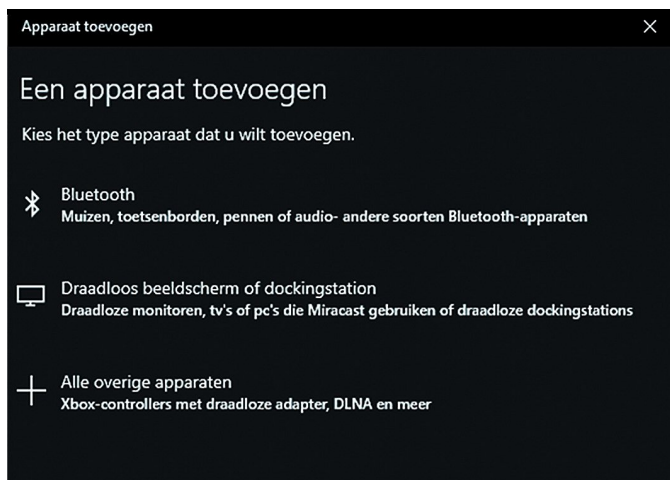 Apparaat toevoegen
Een apparaat toevoegen
Kies het type apparaat dat u wilt toevoegen.
Bluetooth
Muizen, toetsenborden, pennen of audio- andere soorten Bluetooth-apparaten
Draadloos beeldscherm of dockingstation
Draadloze monitoren, tv's of pc's die Miracast gebruiken of draadloze dockingstations
Alle overige apparaten
Xbox-controllers met draadloze adapter, DLNA en meer